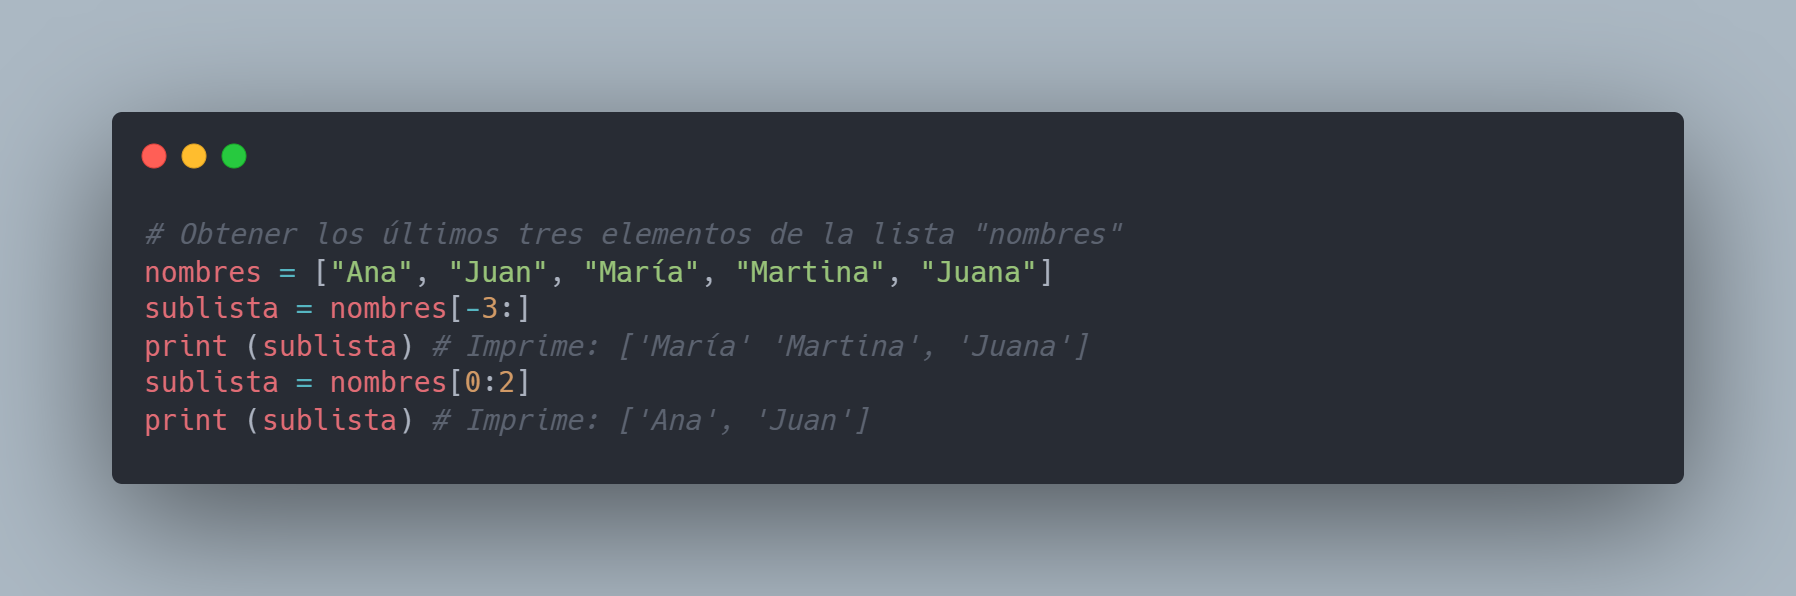 # Obtener los últimos tres elementos de la lista "nombres"
nombres = ["Ana", "Juan", "María", "Martina", "Juana"]
sublista = nombres[-3:]
print (sublista) # Imprime: ['María' 'Martina', 'Juana']
sublista = nombres[0:2]
print (sublista) # Imprime: ['Ana', 'Juan']